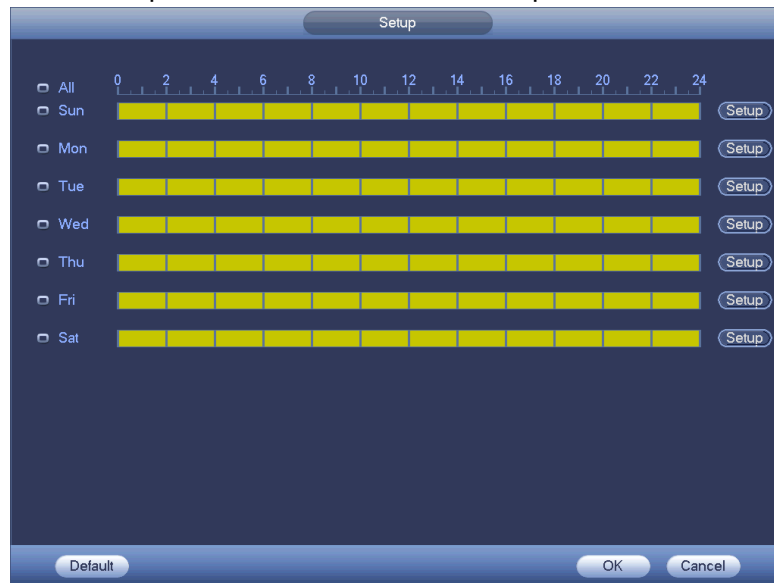 Setup
All 0 2 4 6 8 10 12 14 16 18 20 22 24
Sun Setup
Mon Setup
Tue Setup
Wed Setup
Thu Setup
Fri Setup
Sat Setup
Default OK Cancel